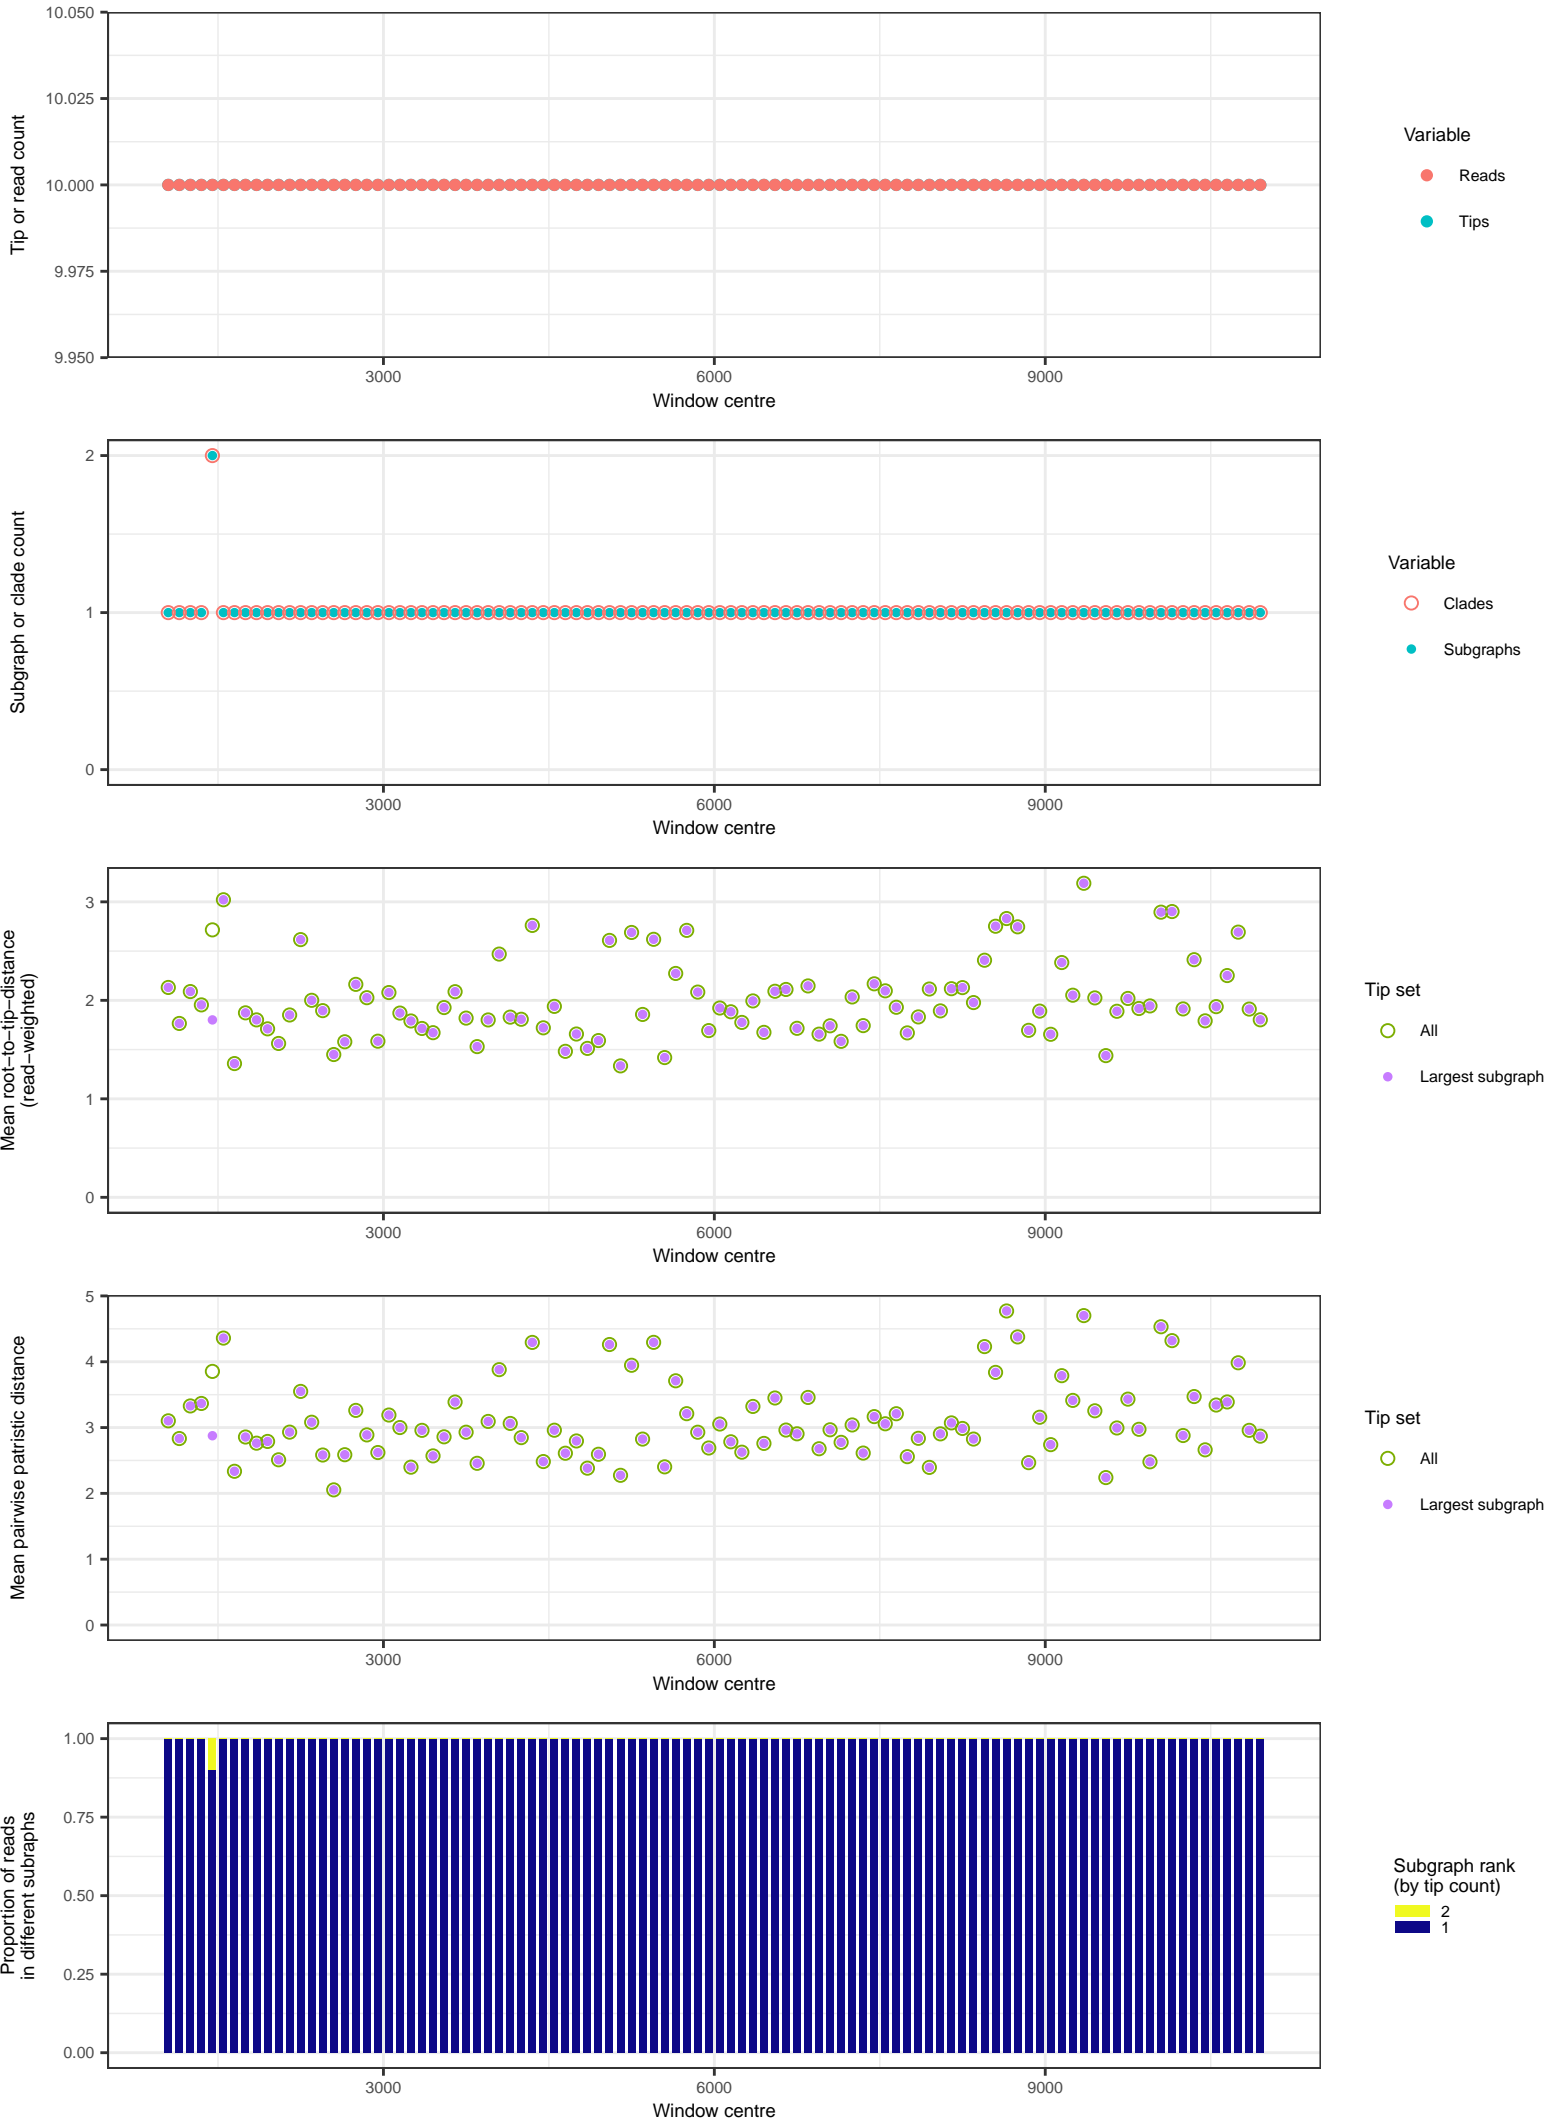 10.050
10.025
10.000
9.975
9.950
Tip or read count
3000
6000
9000
Window centre
Variable
Reads
Tips
2
1
0
Subgraph or clade count
3000
6000
9000
Window centre
Variable
Clades
Subgraphs
3
2
1
0
Mean root−to−tip−distance
(read−weighted)
3000
6000
9000
Window centre
Tip set
All
Largest subgraph
5
4
3
2
1
0
Mean pairwise patristic distance
3000
6000
9000
Window centre
Tip set
All
Largest subgraph
1.00
0.75
0.50
0.25
0.00
Proportion of reads
in different subraphs
3000
6000
9000
Window centre
Subgraph rank
(by tip count)
2
1